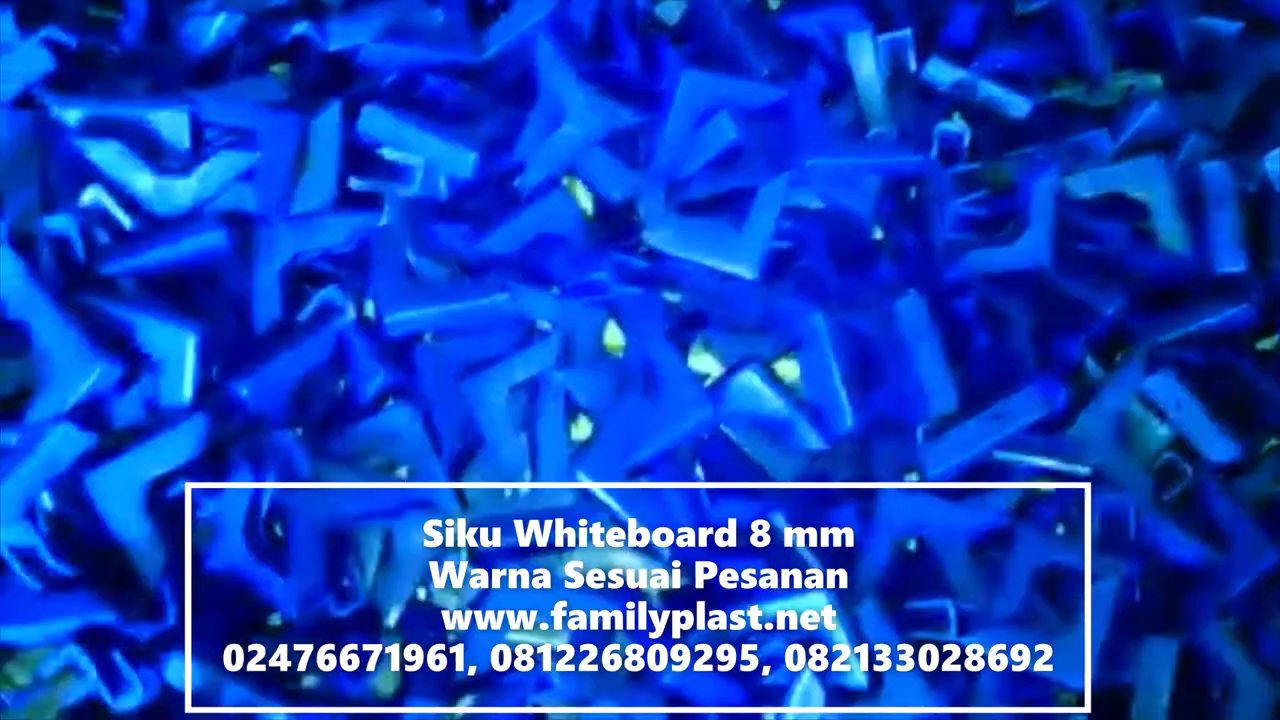 Siku Whiteboard 8 mm
Warna Sesuai Pesanan
www.familyplast.net
02476671961, 081226809295, 082133028692